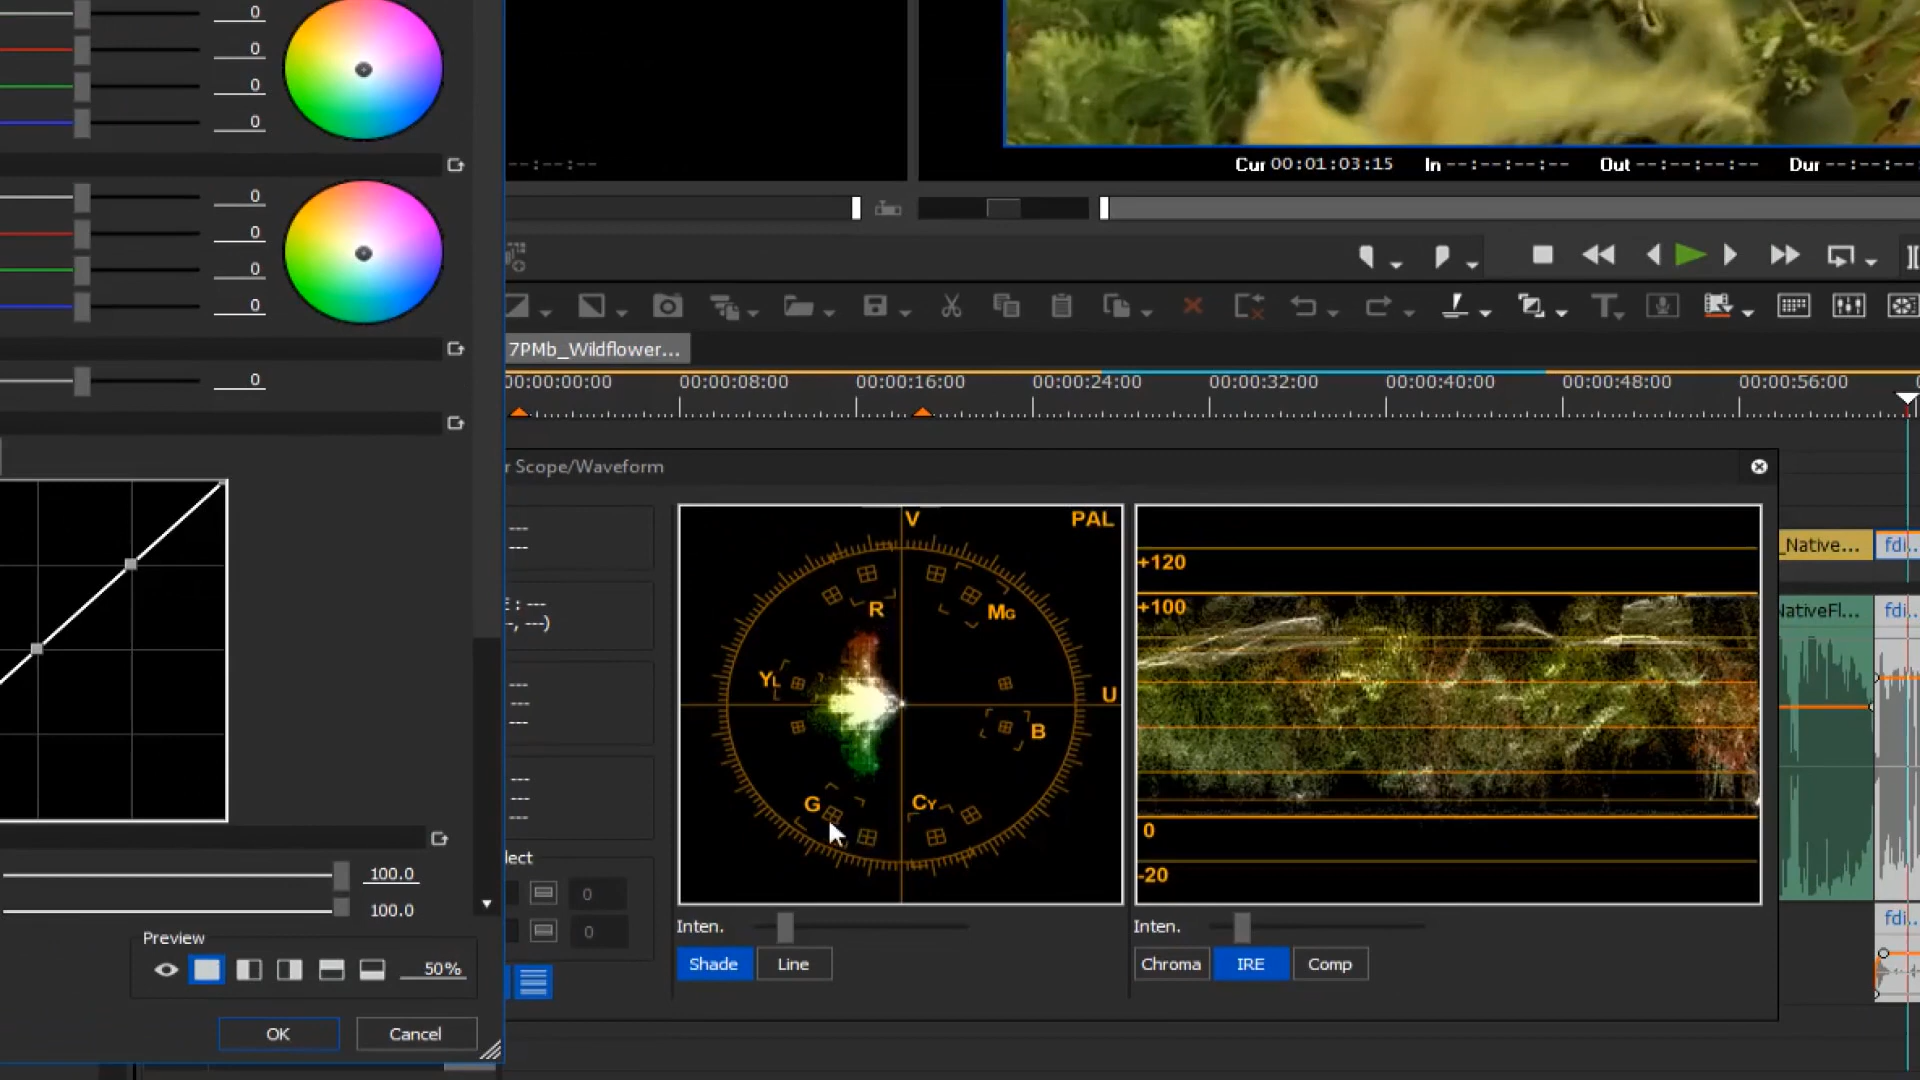 0
0
0
0
0
0
0
0
0
--:--:--
Cur 00:01:03:15 In --:--:--:-- Out --:--:--:-- Dur --:--:--
7PMb_Wildflower...
00:00:00:00 00:00:08:00 00:00:16:00 00:00:24:00 00:00:32:00 00:00:40:00 00:00:48:00 00:00:56:00
r Scope/Waveform
---
---
E : ---
--, ---)
---
---
---
---
---
---
lect
0
0
V PAL
R MG
YL U
B
G CY
+120
+100
0
-20
_Native... fdi...
NativeFl... fdi...
fdi...
Inten. Inten.
Shade Line Chroma IRE Comp
100.0
100.0
Preview
50%
OK Cancel